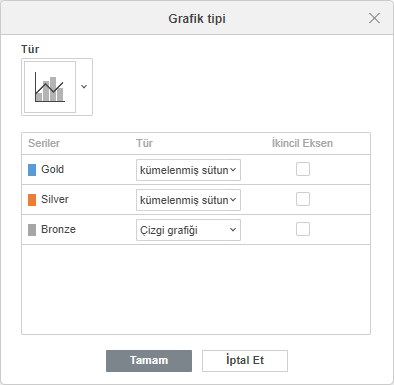 Grafik tipi
Tür
Seriler Tür İkincil Eksen
Gold kümelenmiş sütun
Silver kümelenmiş sütun
Bronze Çizgi grafiği
Tamam İptal Et